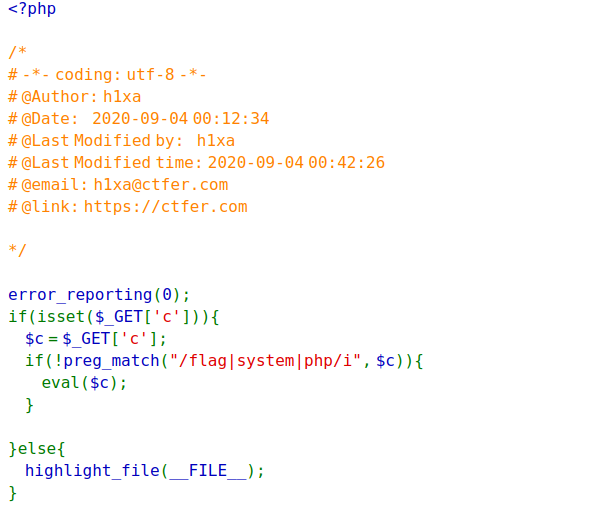 <?php
/*
# -*- coding: utf-8 -*-
# @Author: h1xa
# @Date:   2020-09-04 00:12:34
# @Last Modified by:   h1xa
# @Last Modified time: 2020-09-04 00:42:26
# @email: h1xa@ctfer.com
# @link: https://ctfer.com
*/
error_reporting(0);
if(isset($_GET['c'])){
    $c = $_GET['c'];
    if(!preg_match("/flag|system|php/i", $c)){
        eval($c);
    }
}else{
    highlight_file(__FILE__);
}